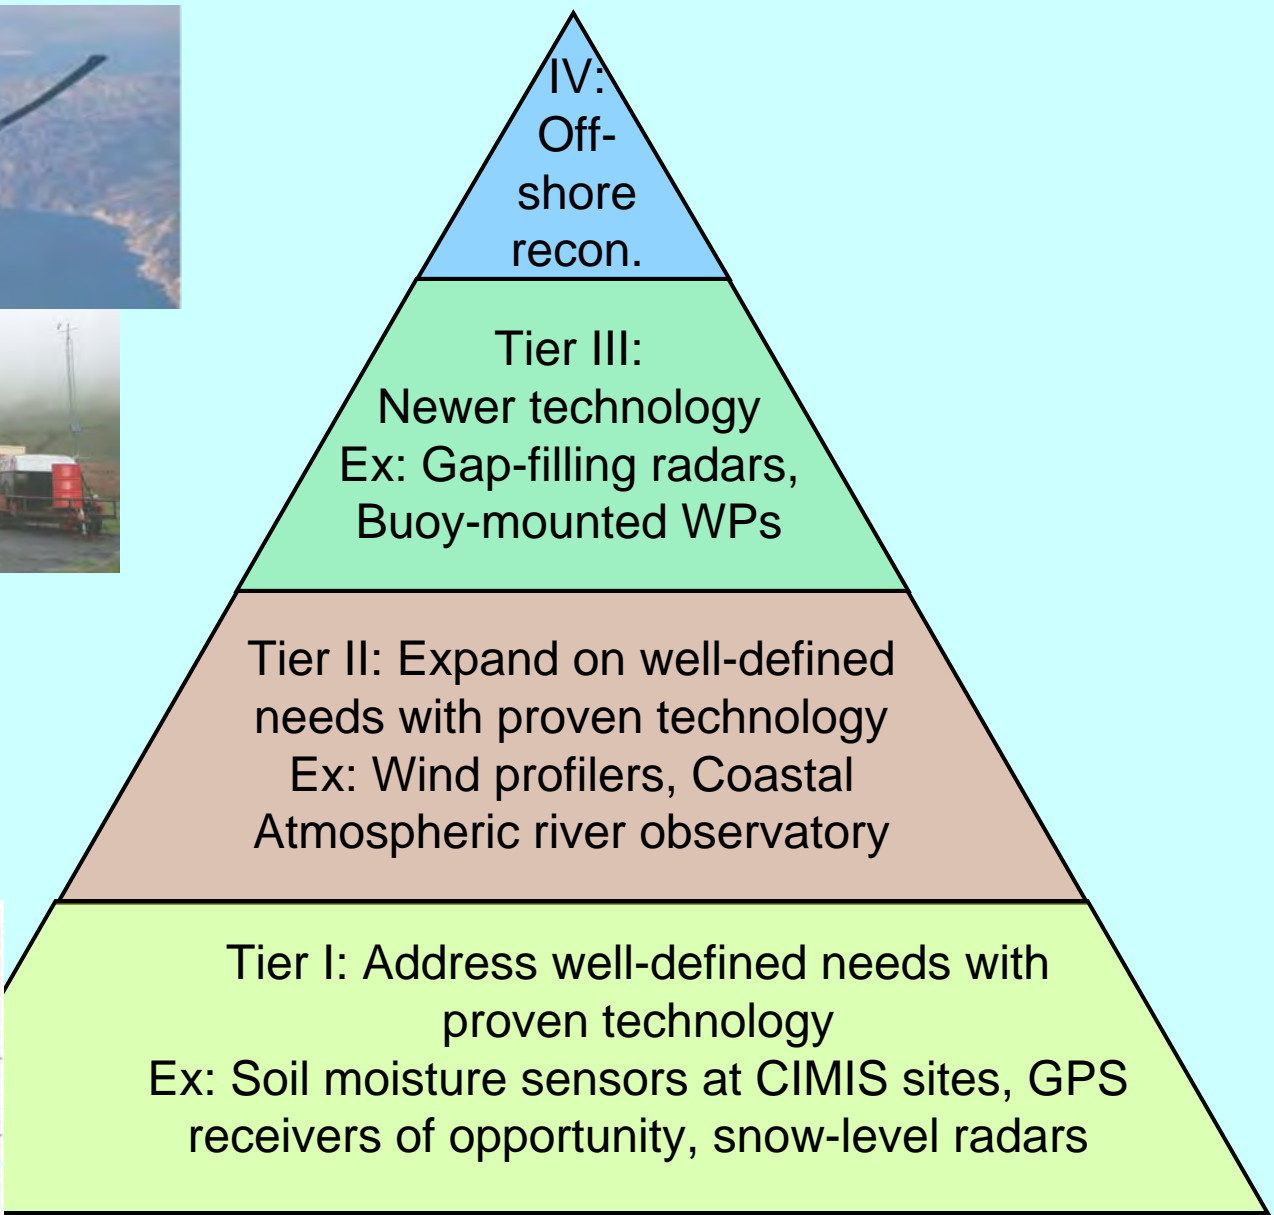 IV:
Off-
shore
recon.
Tier III:
Newer technology
Ex: Gap-filling radars,
Buoy-mounted WPs
Tier II: Expand on well-defined
needs with proven technology
Ex: Wind profilers, Coastal
Atmospheric river observatory
Tier I: Address well-defined needs with
proven technology
Ex: Soil moisture sensors at CIMIS sites, GPS
receivers of opportunity, snow-level radars